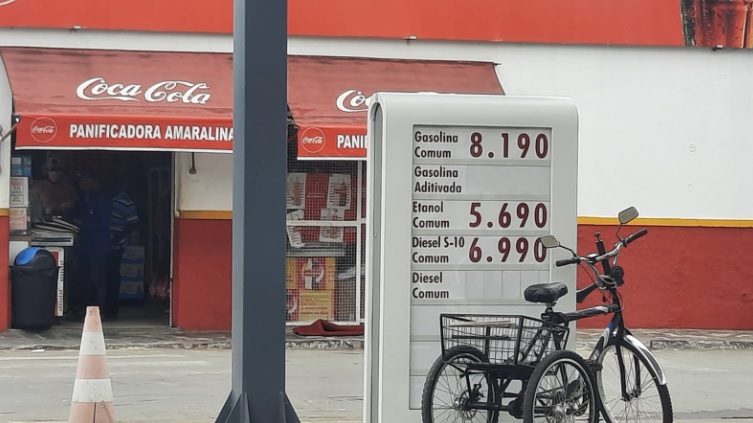 Coca-Cola
Coca-Cola
PANIFICADORA AMARALINA
Coca
Coca-Cola
PANI
Gasolina
Comum 8.190
Gasolina
Aditivada
Etanol
Comum 5.690
Diesel S-10
Comum 6.990
Diesel
Comum